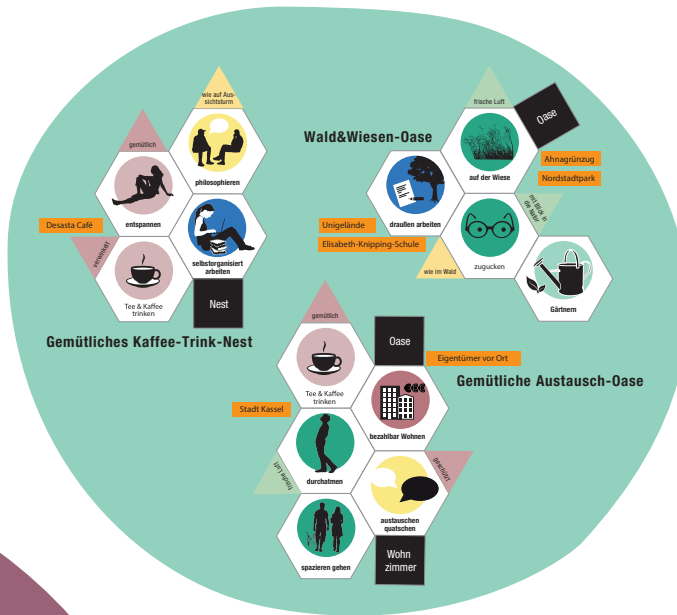 wie auf Aus-
sichtsturm
gemütlich
philosophieren
Desasta Café
entspannen
verwinkelt
selbstorganisiert
arbeiten
Tee & Kaffee
trinken
Nest
Gemütliches Kaffee-Trink-Nest
frische Luft
Oase
Wald&Wiesen-Oase
auf der Wiese
Ahnagrünzug
Nordstadtpark
draußen arbeiten
mit Blick in
die Natur
Unigelände
Elisabeth-Knipping-Schule
zugucken
wie im Wald
Gärtnern
gemütlich
Oase
Eigentümer vor Ort
Gemütliche Austausch-Oase
Tee & Kaffee
trinken
Stadt Kassel
bezahlbar Wohnen
frische Luft
durchatmen
geschützt
austauschen
quatschen
spazieren gehen
Wohn
zimmer